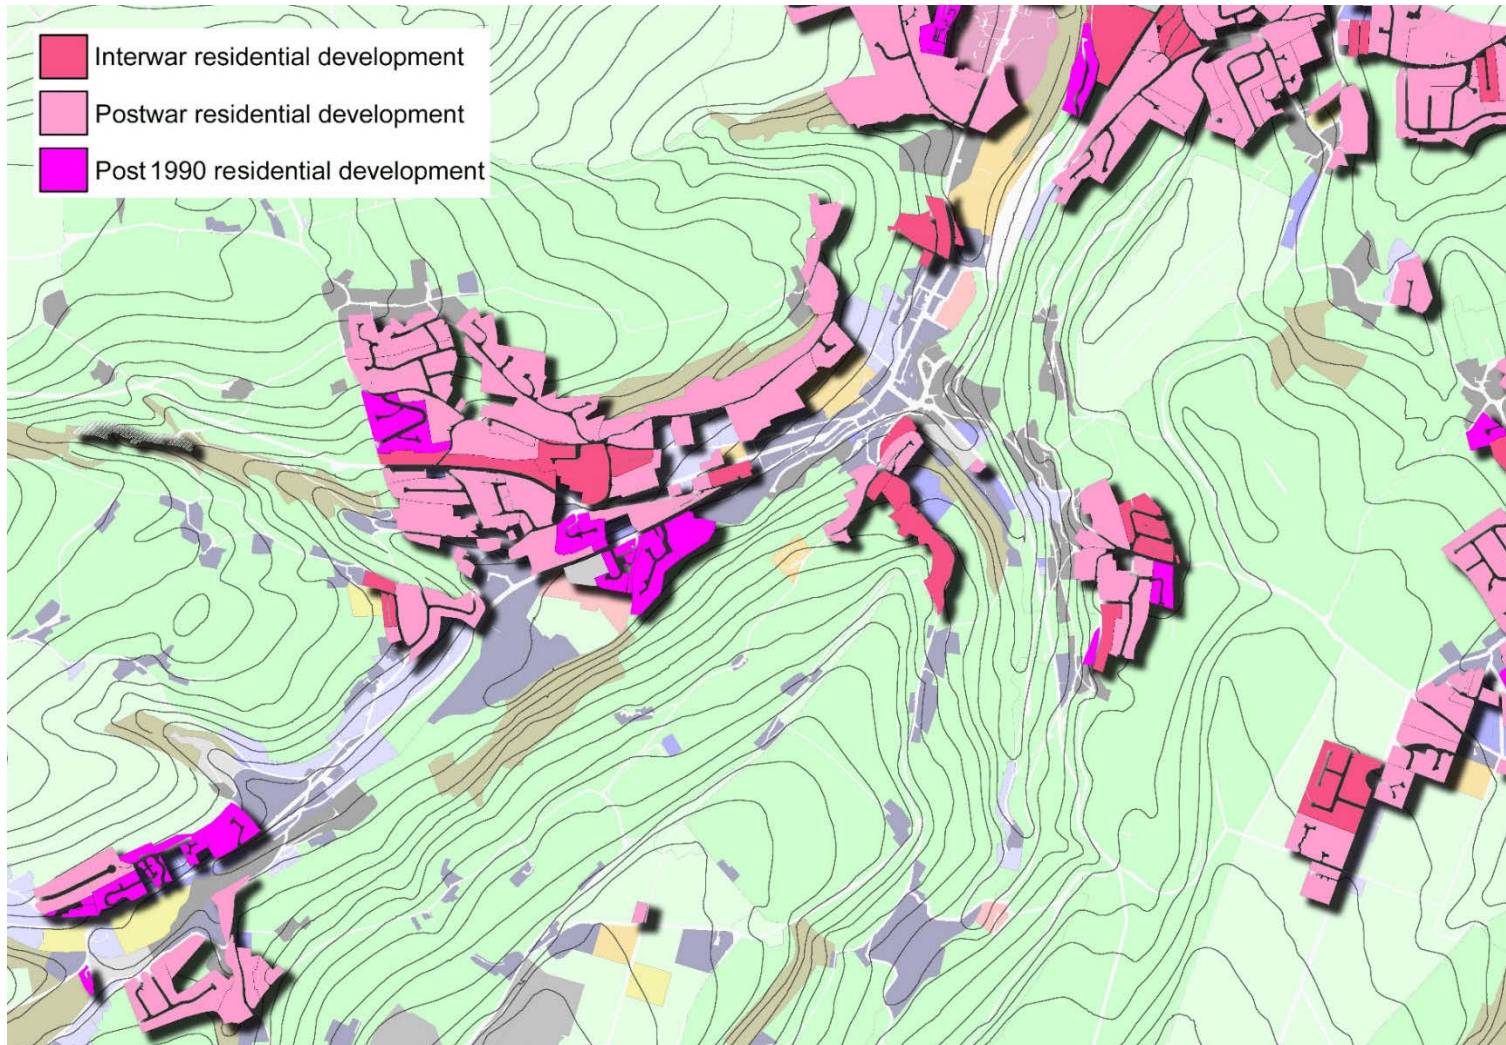 Interwar residential development
Postwar residential development
Post 1990 residential development